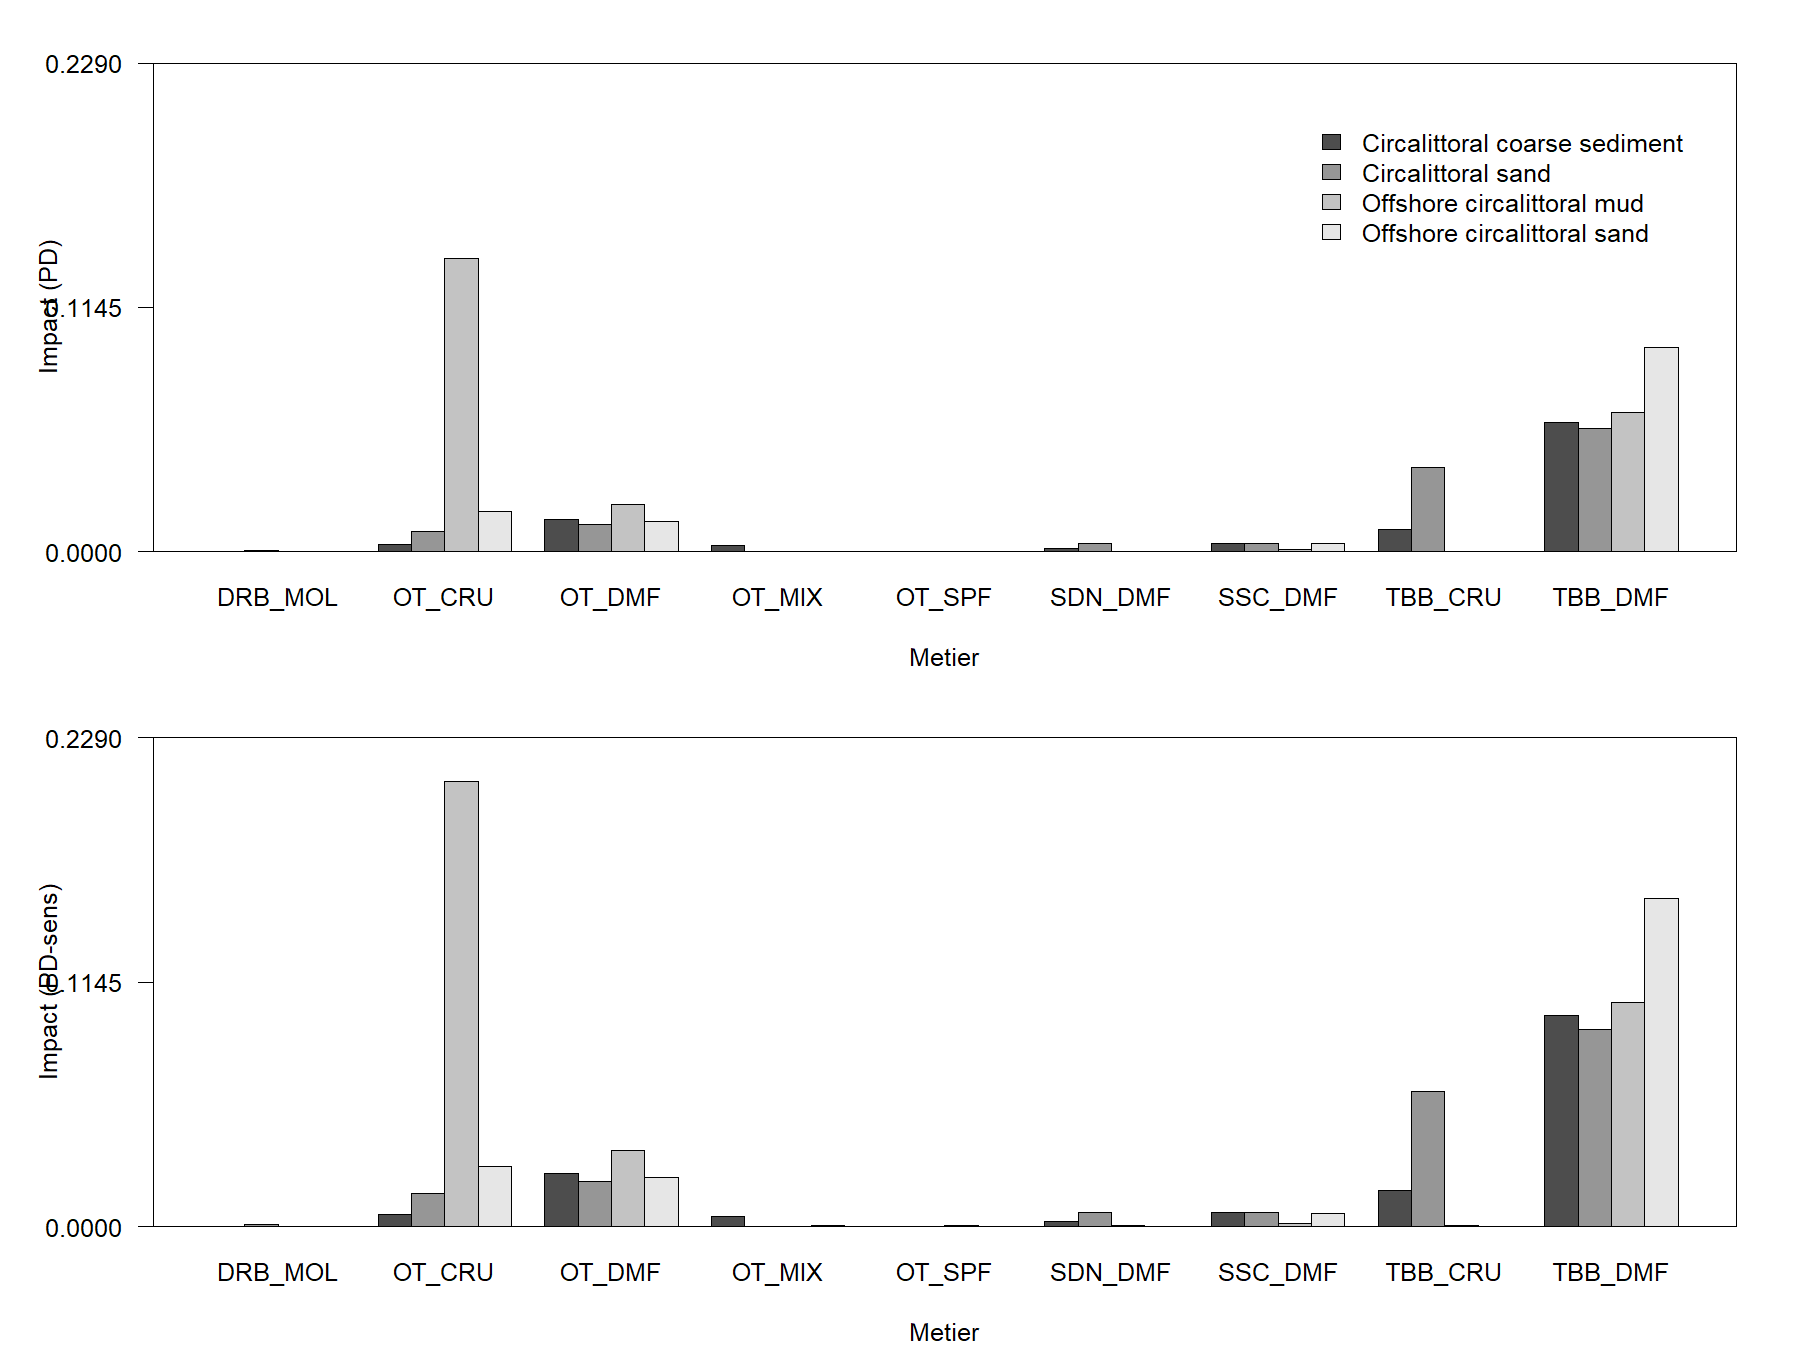 0.2290
0.1145
0.0000
Impact (PD)
Circalittoral coarse sediment
Circalittoral sand
Offshore circalittoral mud
Offshore circalittoral sand
DRB_MOL OT_CRU OT_DMF OT_MIX OT_SPF SDN_DMF SSC_DMF TBB_CRU TBB_DMF
Metier
0.2290
0.1145
0.0000
Impact (PD-sens)
DRB_MOL OT_CRU OT_DMF OT_MIX OT_SPF SDN_DMF SSC_DMF TBB_CRU TBB_DMF
Metier